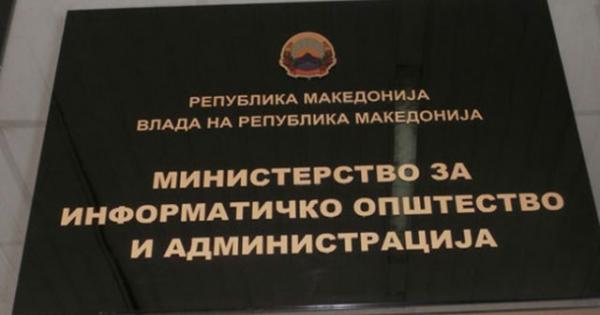 РЕПУБЛИКА МАКЕДОНИЈА
ВЛАДА НА РЕПУБЛИКА МАКЕДОНИЈА
МИНИСТЕРСТВО ЗА
ИНФОРМАТИЧКО ОПШТЕСТВО
И АДМИНИСТРАЦИЈА